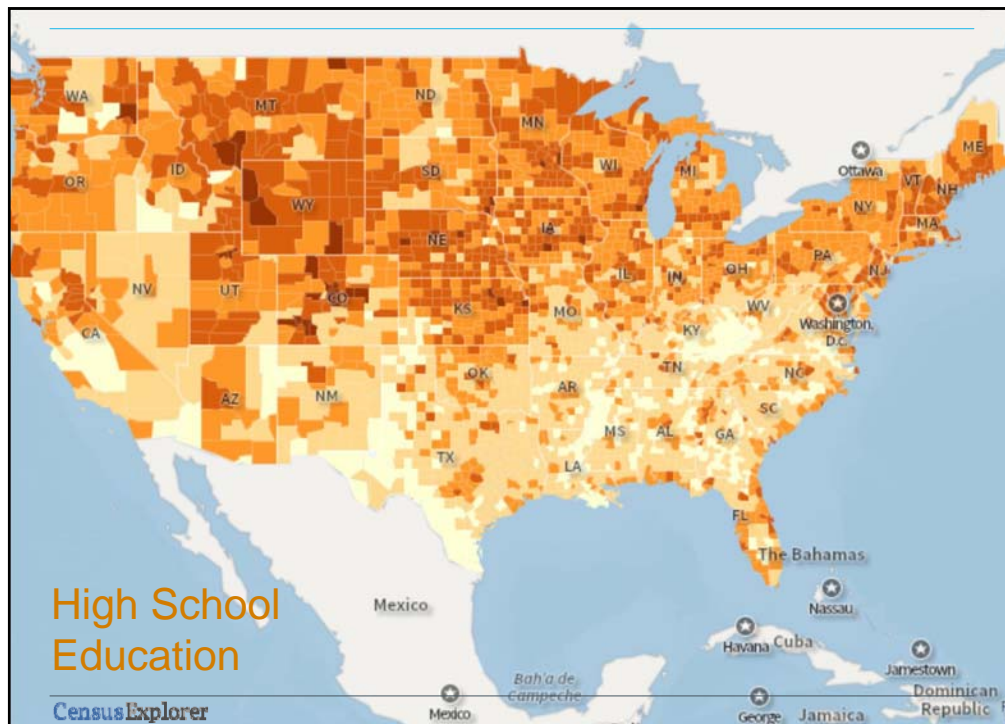 WA
MT
ND
MN
ME
OR
ID
SD
WI
MI
Ottawa
VT
NH
WY
NY
MA
NE
IA
NV
UT
CO
IL
IN
OH
PA
NJ
KS
MO
WV
CA
KY
Washington,
D.c.
AZ
NM
OK
AR
TN
NC
SC
MS
AL
GA
TX
LA
FL
The Bahamas
Nassau
High School
Education
Mexico
Havana
Cuba
Jamestown
Bah'a de
Campeche
Dominican
Republic
CensusExplorer
Mexico
George
Jamaica